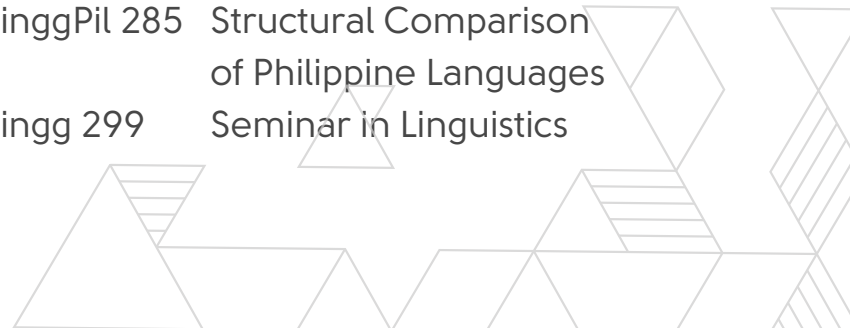 inggPil 285 Structural Comparison
of Philippine Languages
ingg 299 Seminar in Linguistics